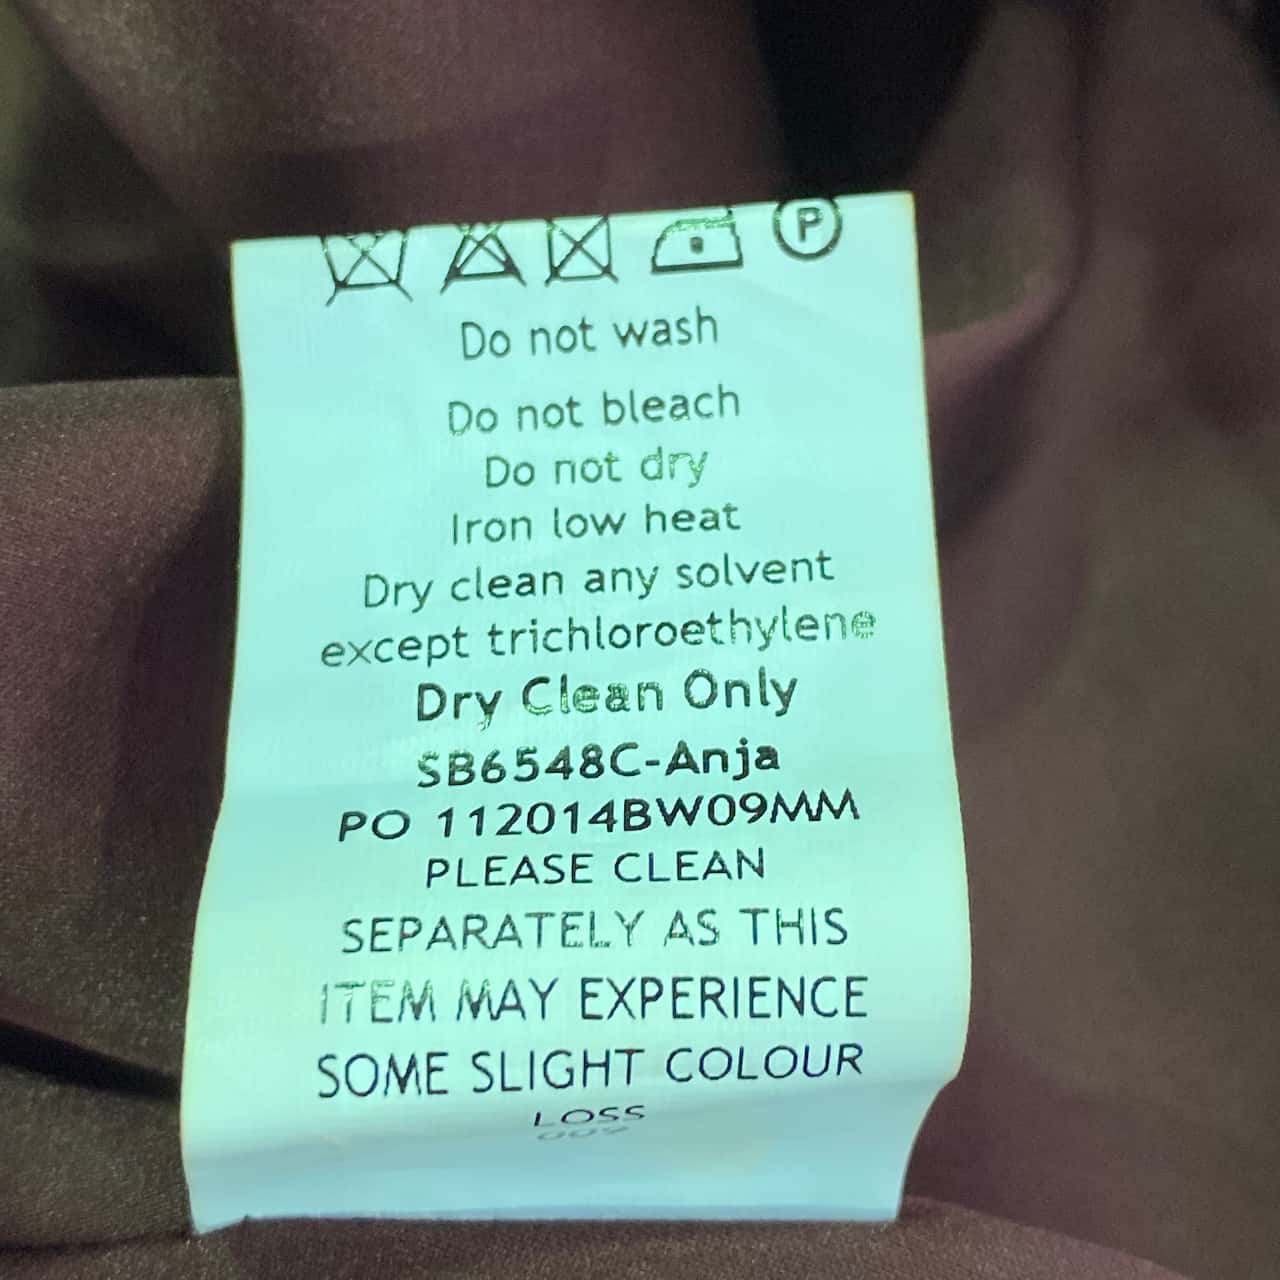 P
Do not wash
Do not bleach
Do not dry
Iron low heat
Dry clean any solvent
except trichloroethylene
Dry Clean Only
SB6548C-Anja
PO 112014BW09MM
PLEASE CLEAN
SEPARATELY AS THIS
ITEM MAY EXPERIENCE
SOME SLIGHT COLOUR
LOSS